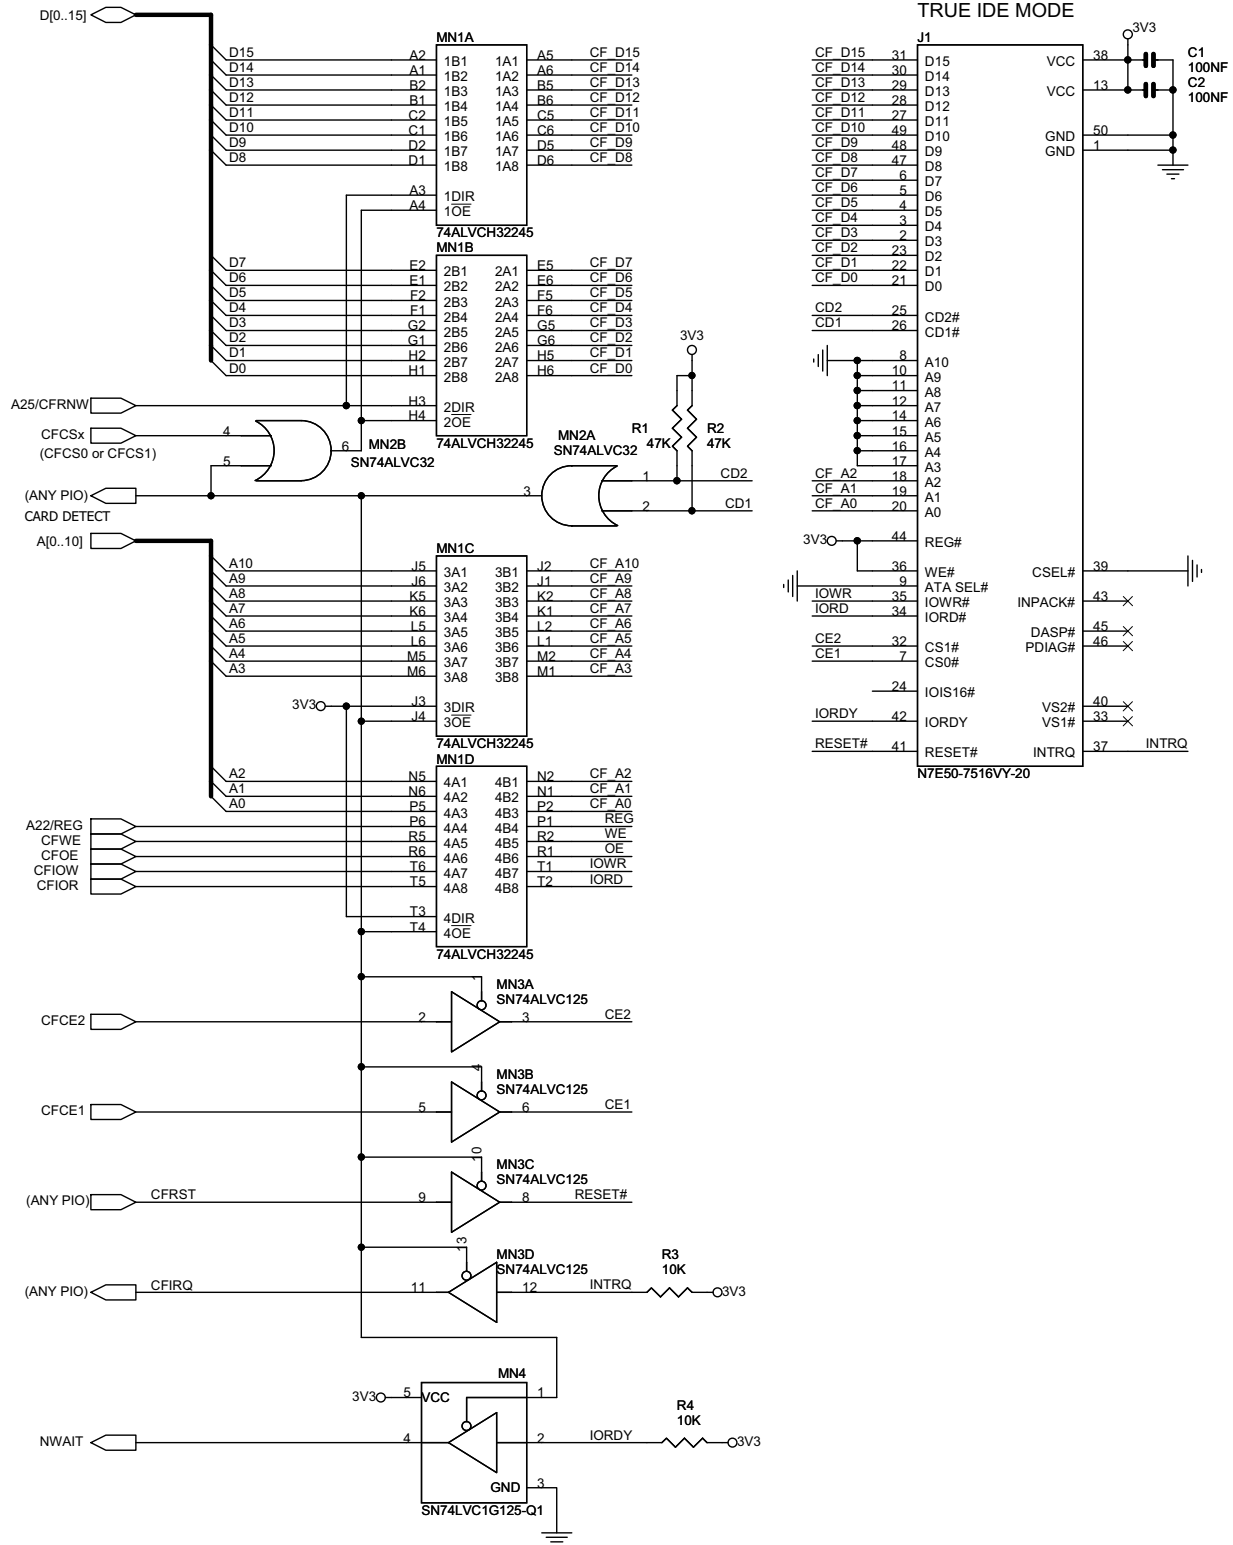 TRUE IDE MODE
D[0..15]
MN1A
D15 A2 1B1 1A1 A5 CF_D15
D14 A1 1B2 1A2 A6 CF_D14
D13 B2 1B3 1A3 B5 CF_D13
D12 B1 1B4 1A4 B6 CF_D12
D11 C2 1B5 1A5 C5 CF_D11
D10 C1 1B6 1A6 C6 CF_D10
D9 D2 1B7 1A7 D5 CF_D9
D8 D1 1B8 1A8 D6 CF_D8
A3 1DIR
A4 1OE
74ALVCH32245
MN1B
D7 E2 2B1 2A1 E5 CF_D7
D6 E1 2B2 2A2 E6 CF_D6
D5 F2 2B3 2A3 F5 CF_D5
D4 F1 2B4 2A4 F6 CF_D4
D3 G2 2B5 2A5 G5 CF_D3
D2 G1 2B6 2A6 G6 CF_D2
D1 H2 2B7 2A7 H5 CF_D1
D0 H1 2B8 2A8 H6 CF_D0
A25/CFRNW H3 2DIR
H4 2OE
74ALVCH32245
CFCSx 4
(CFCS0 or CFCS1)
5
6
MN2B
SN74ALVC32
3V3
R1
47K
R2
47K
MN2A
SN74ALVC32
1 CD2
2 CD1
3
(ANY PIO)
CARD DETECT
A[0..10]
MN1C
A10 J5 3A1 3B1 J2 CF_A10
A9 J6 3A2 3B2 J1 CF_A9
A8 K5 3A3 3B3 K2 CF_A8
A7 K6 3A4 3B4 K1 CF_A7
A6 L5 3A5 3B5 L2 CF_A6
A5 L6 3A6 3B6 L1 CF_A5
A4 M5 3A7 3B7 M2 CF_A4
A3 M6 3A8 3B8 M1 CF_A3
3V3 J3 3DIR
J4 3OE
74ALVCH32245
MN1D
A2 N5 4A1 4B1 N2 CF_A2
A1 N6 4A2 4B2 N1 CF_A1
A0 P5 4A3 4B3 P2 CF_A0
A22/REG P6 4A4 4B4 P1 REG
CFWE R5 4A5 4B5 R2 WE
CFOE R6 4A6 4B6 R1 OE
CFIOW T6 4A7 4B7 T1 IOWR
CFIOR T5 4A8 4B8 T2 IORD
T3 4DIR
T4 4OE
74ALVCH32245
1 MN3A
SN74ALVC125
CFCE2 2 3 CE2
4 MN3B
SN74ALVC125
CFCE1 5 6 CE1
10 MN3C
SN74ALVC125
(ANY PIO) CFRST 9 8 RESET#
13 MN3D
SN74ALVC125
(ANY PIO) CFIRQ 11 12 INTRQ R3
10K
3V3
MN4
3V3 5 VCC 1
NWAIT 4 2 IORDY R4
10K
3V3
GND 3
SN74LVC1G125-Q1
J1
CF_D15 31 D15
CF_D14 30 D14
CF_D13 29 D13
CF_D12 28 D12
CF_D11 27 D11
CF_D10 49 D10
CF_D9 48 D9
CF_D8 47 D8
CF_D7 6 D7
CF_D6 5 D6
CF_D5 4 D5
CF_D4 3 D4
CF_D3 2 D3
CF_D2 23 D2
CF_D1 22 D1
CF_D0 21 D0
CD2 25 CD2#
CD1 26 CD1#
8 A10
10 A9
11 A8
12 A7
14 A6
15 A5
16 A4
17 A3
CF_A2 18 A2
CF_A1 19 A1
CF_A0 20 A0
3V3 44 REG#
36 WE#
9 ATA SEL#
IOWR 35 IOWR#
IORD 34 IORD#
CE2 32 CS1#
CE1 7 CS0#
24 IOIS16#
IORDY 42 IORDY
RESET# 41 RESET#
3V3
VCC 38
C1
100NF
VCC 13
C2
100NF
GND 50
GND 1
CSEL# 39
INPACK# 43
DASP# 45
PDIAG# 46
VS2# 40
VS1# 33
INTRQ 37 INTRQ
N7E50-7516VY-20